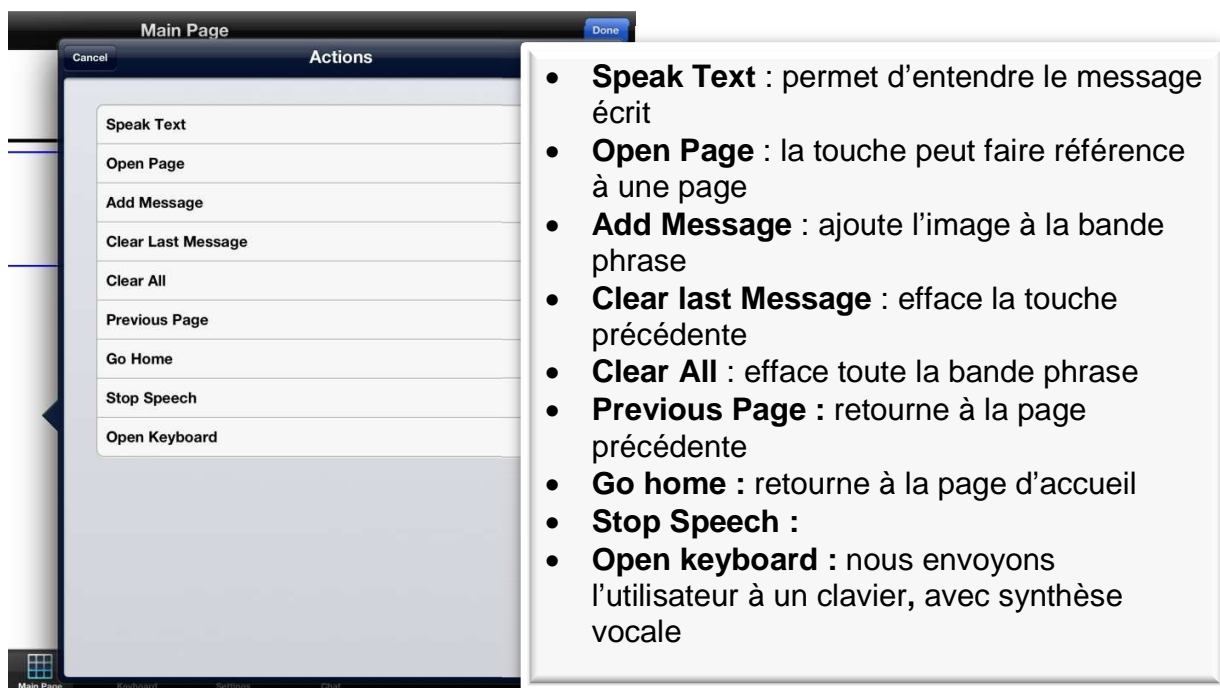 Main Page
Done
Cancel
Actions
Speak Text
Open Page
Add Message
Clear Last Message
Clear All
Previous Page
Go Home
Stop Speech
Open Keyboard
Main Page
Keyboard
Settings
Chat
• Speak Text : permet d'entendre le message
écrit
• Open Page : la touche peut faire référence
à une page
• Add Message : ajoute l'image à la bande
phrase
• Clear last Message : efface la touche
précédente
• Clear All : efface toute la bande phrase
• Previous Page : retourne à la page
précédente
• Go home : retourne à la page d'accueil
• Stop Speech :
• Open keyboard : nous envoyons
l'utilisateur à un clavier, avec synthèse
vocale